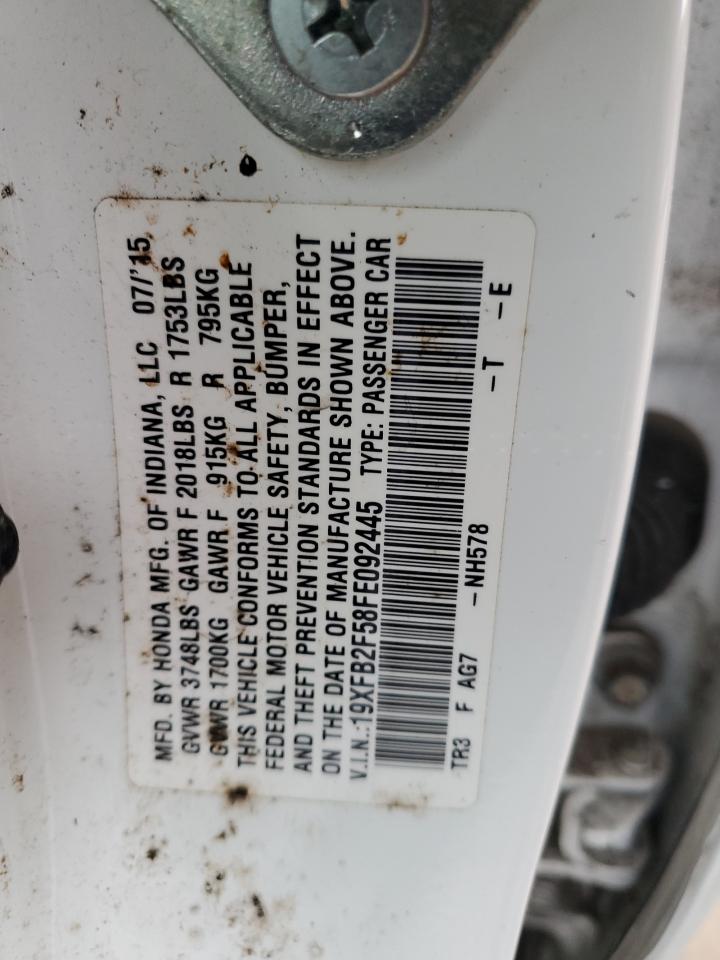 MFD. BY HONDA MFG. OF INDIANA, LLC 07/'15
GVWR 3748LBS GAWR F 2018LBS R 1753LBS
GVWR 1700KG GAWR F 915KG R 795KG
THIS VEHICLE CONFORMS TO ALL APPLICABLE
FEDERAL MOTOR VEHICLE SAFETY, BUMPER,
AND THEFT PREVENTION STANDARDS IN EFFECT
ON THE DATE OF MANUFACTURE SHOWN ABOVE.
V.I.N.:19XFB2F58FE092445 TYPE: PASSENGER CAR
TR3 F AG7 -NH578 -T -E